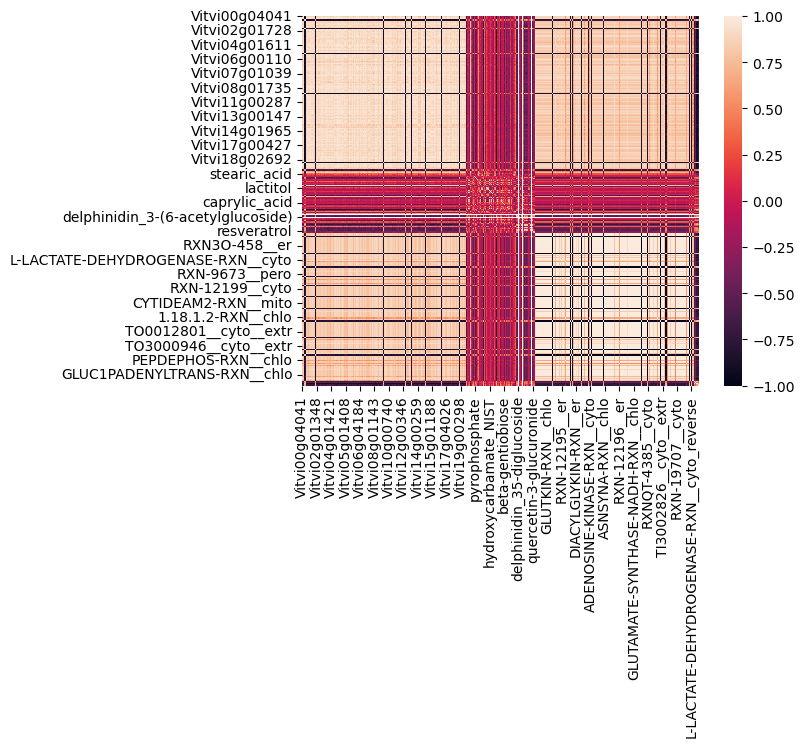 Vitvi00g04041
Vitvi02g01728
Vitvi04g01611
Vitvi06g00110
Vitvi07g01039
Vitvi08g01735
Vitvi11g00287
Vitvi13g00147
Vitvi14g01965
Vitvi17g00427
Vitvi18g02692
stearic_acid
lactitol
caprylic_acid
delphinidin_3-(6-acetylglucoside)
resveratrol
RXN3O-458__er
L-LACTATE-DEHYDROGENASE-RXN__cyto
RXN-9673__pero
RXN-12199__cyto
CYTIDEAM2-RXN__mito
1.18.1.2-RXN__chlo
TO0012801__cyto__extr
TO3000946__cyto__extr
PEPDEPHOS-RXN__chlo
GLUC1PADENYLTRANS-RXN__chlo
Vitvi00g04041
Vitvi02g01348
Vitvi04g01421
Vitvi05g01408
Vitvi06g04184
Vitvi08g01143
Vitvi10g00740
Vitvi12g00346
Vitvi14g00259
Vitvi15g01188
Vitvi17g04026
Vitvi19g00298
pyrophosphate
hydroxycarbamate_NIST
beta-gentiobiose
delphinidin_35-diglucoside
quercetin-3-glucuronide
GLUTKIN-RXN__chlo
RXN-12195__er
DIACYLGLYKIN-RXN__er
ADENOSINE-KINASE-RXN__cyto
ASNSYNA-RXN__chlo
RXN-12196__er
GLUTAMATE-SYNTHASE-NADH-RXN__chlo
RXNQT-4385__cyto
TI3002826__cyto__extr
RXN-19707__cyto
L-LACTATE-DEHYDROGENASE-RXN__cyto_reverse
1.00
0.75
0.50
0.25
0.00
−0.25
−0.50
−0.75
−1.00